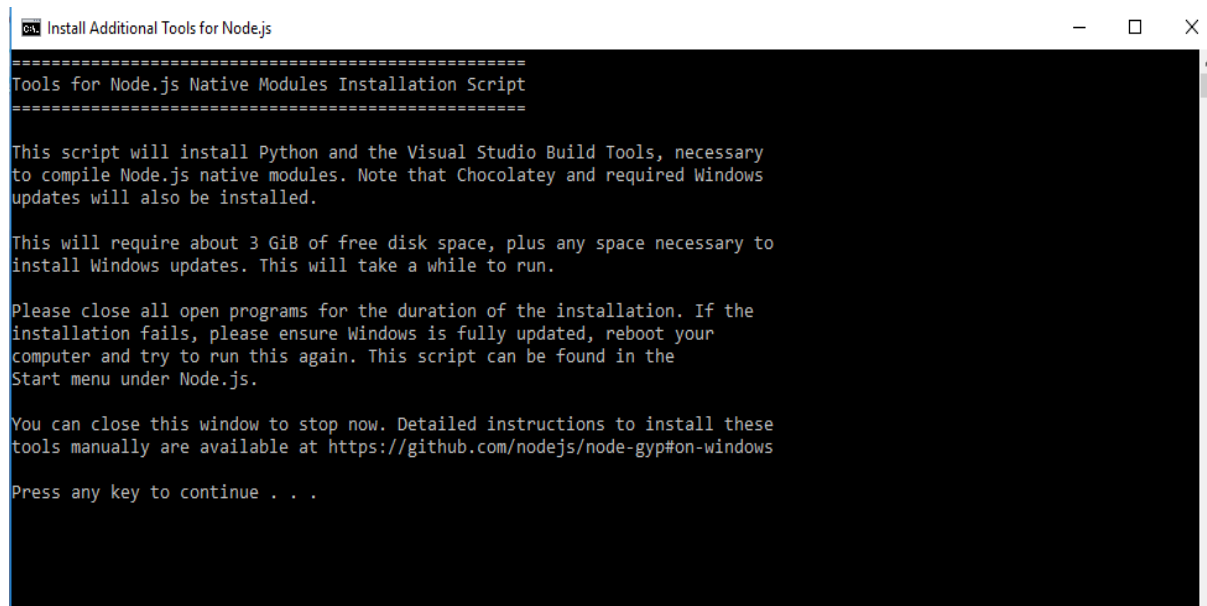 Install Additional Tools for Node.js
====================================================
Tools for Node.js Native Modules Installation Script
====================================================
This script will install Python and the Visual Studio Build Tools, necessary
to compile Node.js native modules. Note that Chocolatey and required Windows
updates will also be installed.
This will require about 3 GiB of free disk space, plus any space necessary to
install Windows updates. This will take a while to run.
Please close all open programs for the duration of the installation. If the
installation fails, please ensure Windows is fully updated, reboot your
computer and try to run this again. This script can be found in the
Start menu under Node.js.
You can close this window to stop now. Detailed instructions to install these
tools manually are available at https://github.com/nodejs/node-gyp#on-windows
Press any key to continue . . .